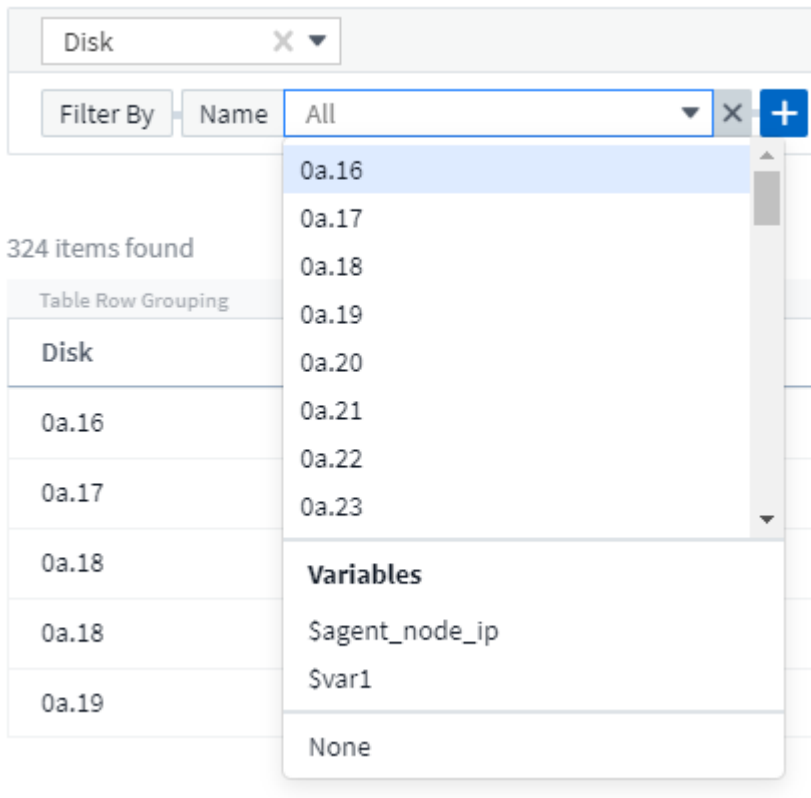 Disk
Filter By Name All
0a.16
0a.17
0a.18
0a.19
0a.20
0a.21
0a.22
0a.23
Variables
$agent_node_ip
$var1
None
324 items found
Table Row Grouping
Disk
0a.16
0a.17
0a.18
0a.18
0a.19